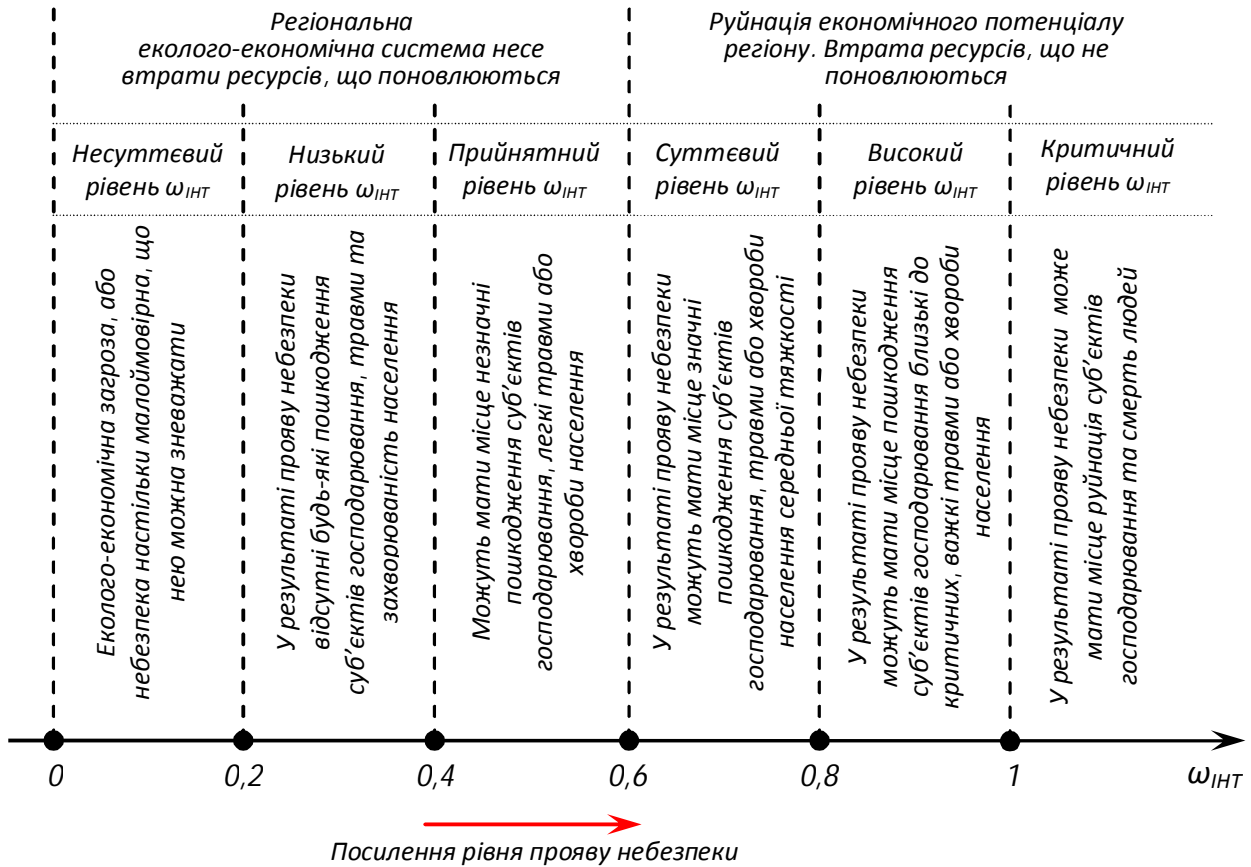 Регіональна
еколого-економічна система несе
втрати ресурсів, що поновлюються
Руйнація економічного потенціалу
регіону. Втрата ресурсів, що не
поновлюються
Несуттєвий
рівень ωІНТ
Низький
рівень ωІНТ
Прийнятний
рівень ωІНТ
Суттєвий
рівень ωІНТ
Високий
рівень ωІНТ
Критичний
рівень ωІНТ
Еколого-економічна загроза, або
небезпека настільки малоймовірна, що
нею можна зневажати
У результаті прояву небезпеки
відсутні будь-які пошкодження
суб’єктів господарювання, травми та
захворюваність населення
Можуть мати місце незначні
пошкодження суб’єктів
господарювання, легкі травми або
хвороби населення
У результаті прояву небезпеки
можуть мати місце значні
пошкодження суб’єктів
господарювання, травми або хвороби
населення середньої тяжкості
У результаті прояву небезпеки
можуть мати місце пошкодження
суб’єктів господарювання близькі до
критичних, важкі травми або хвороби
населення
У результаті прояву небезпеки може
мати місце руйнація суб’єктів
господарювання та смерть людей
0
0,2
0,4
0,6
0,8
1
ωІНТ
Посилення рівня прояву небезпеки